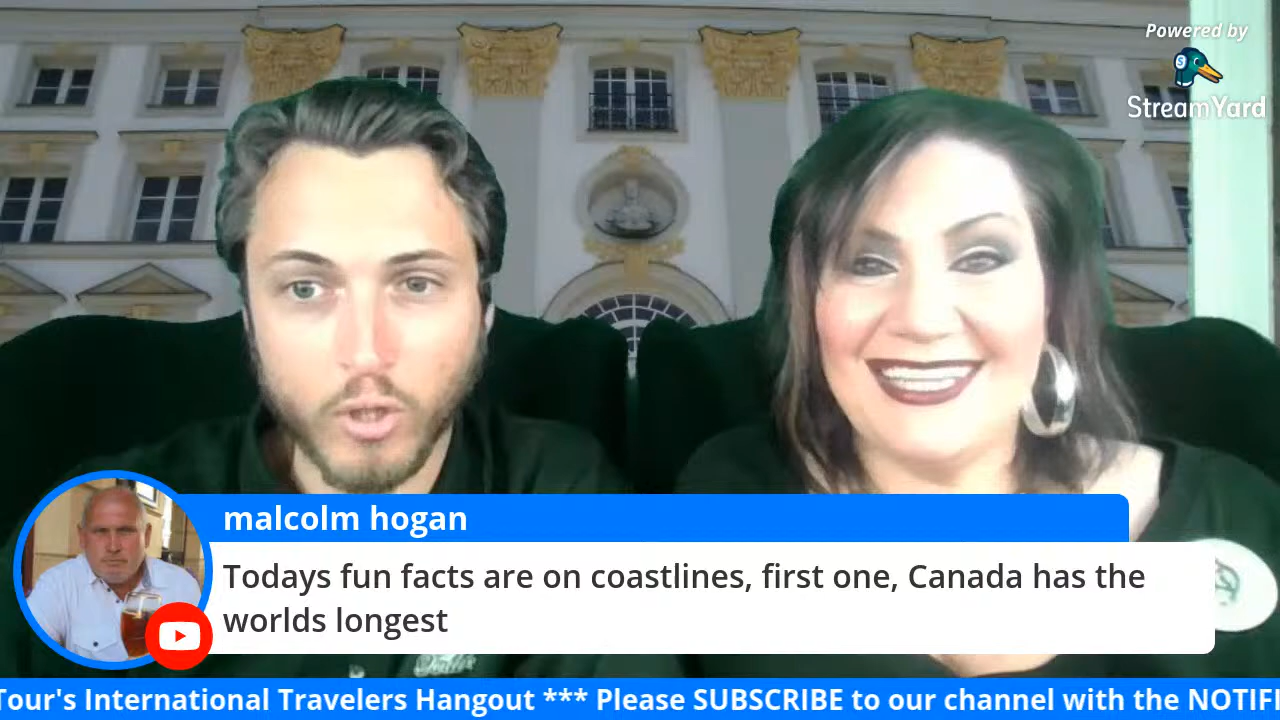 Powered by
StreamYard
malcolm hogan
Todays fun facts are on coastlines, first one, Canada has the
worlds longest
Tour's International Travelers Hangout *** Please SUBSCRIBE to our channel with the NOTIFI